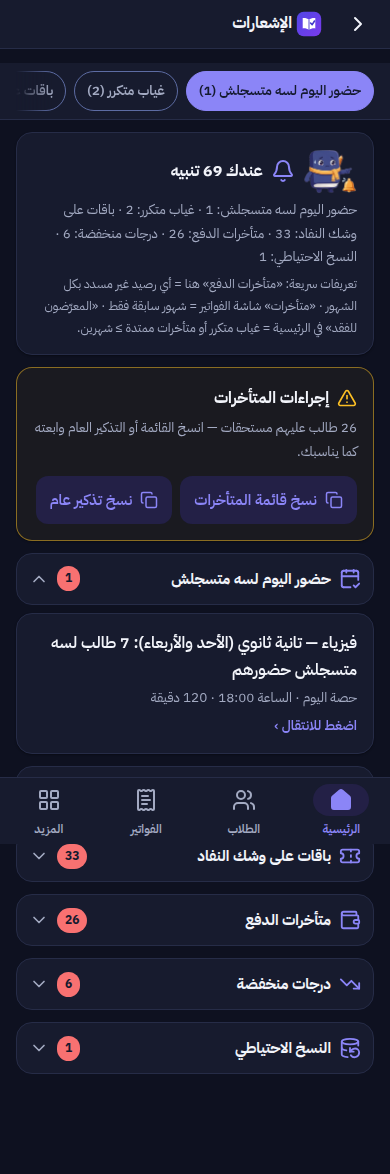 الإشعارات
حضور اليوم لسه متسجلش (1)
غياب متكرر (2)
باقات
عندك 69 تنبيه
حضور اليوم لسه متسجلش: 1 · غياب متكرر: 2 · باقات على
وشك النفاد: 33 · متأخرات الدفع: 26 · درجات منخفضة: 6 ·
النسخ الاحتياطي: 1
تعريفات سريعة: «متأخرات الدفع» هنا = أي رصيد غير مسدد بكل
الشهور · «متأخرات» شاشة الفواتير = شهور سابقة فقط · «المعرّضون
للفقد» في الرئيسية = غياب متكرر أو متأخرات ممتدة ≥ شهرين.
إجراءات المتأخرات
26 طالب عليهم مستحقات — انسخ القائمة أو التذكير العام وابعته
كما يناسبك.
نسخ قائمة المتأخرات
نسخ تذكير عام
حضور اليوم لسه متسجلش
1
فيزياء — تانية ثانوي (الأحد والأربعاء): 7 طالب لسه
متسجلش حضورهم
حصة اليوم · الساعة 18:00 · 120 دقيقة
اضغط للانتقال ›
الرئيسية
الطلاب
الفواتير
المزيد
باقات على وشك النفاد
33
متأخرات الدفع
26
درجات منخفضة
6
النسخ الاحتياطي
1